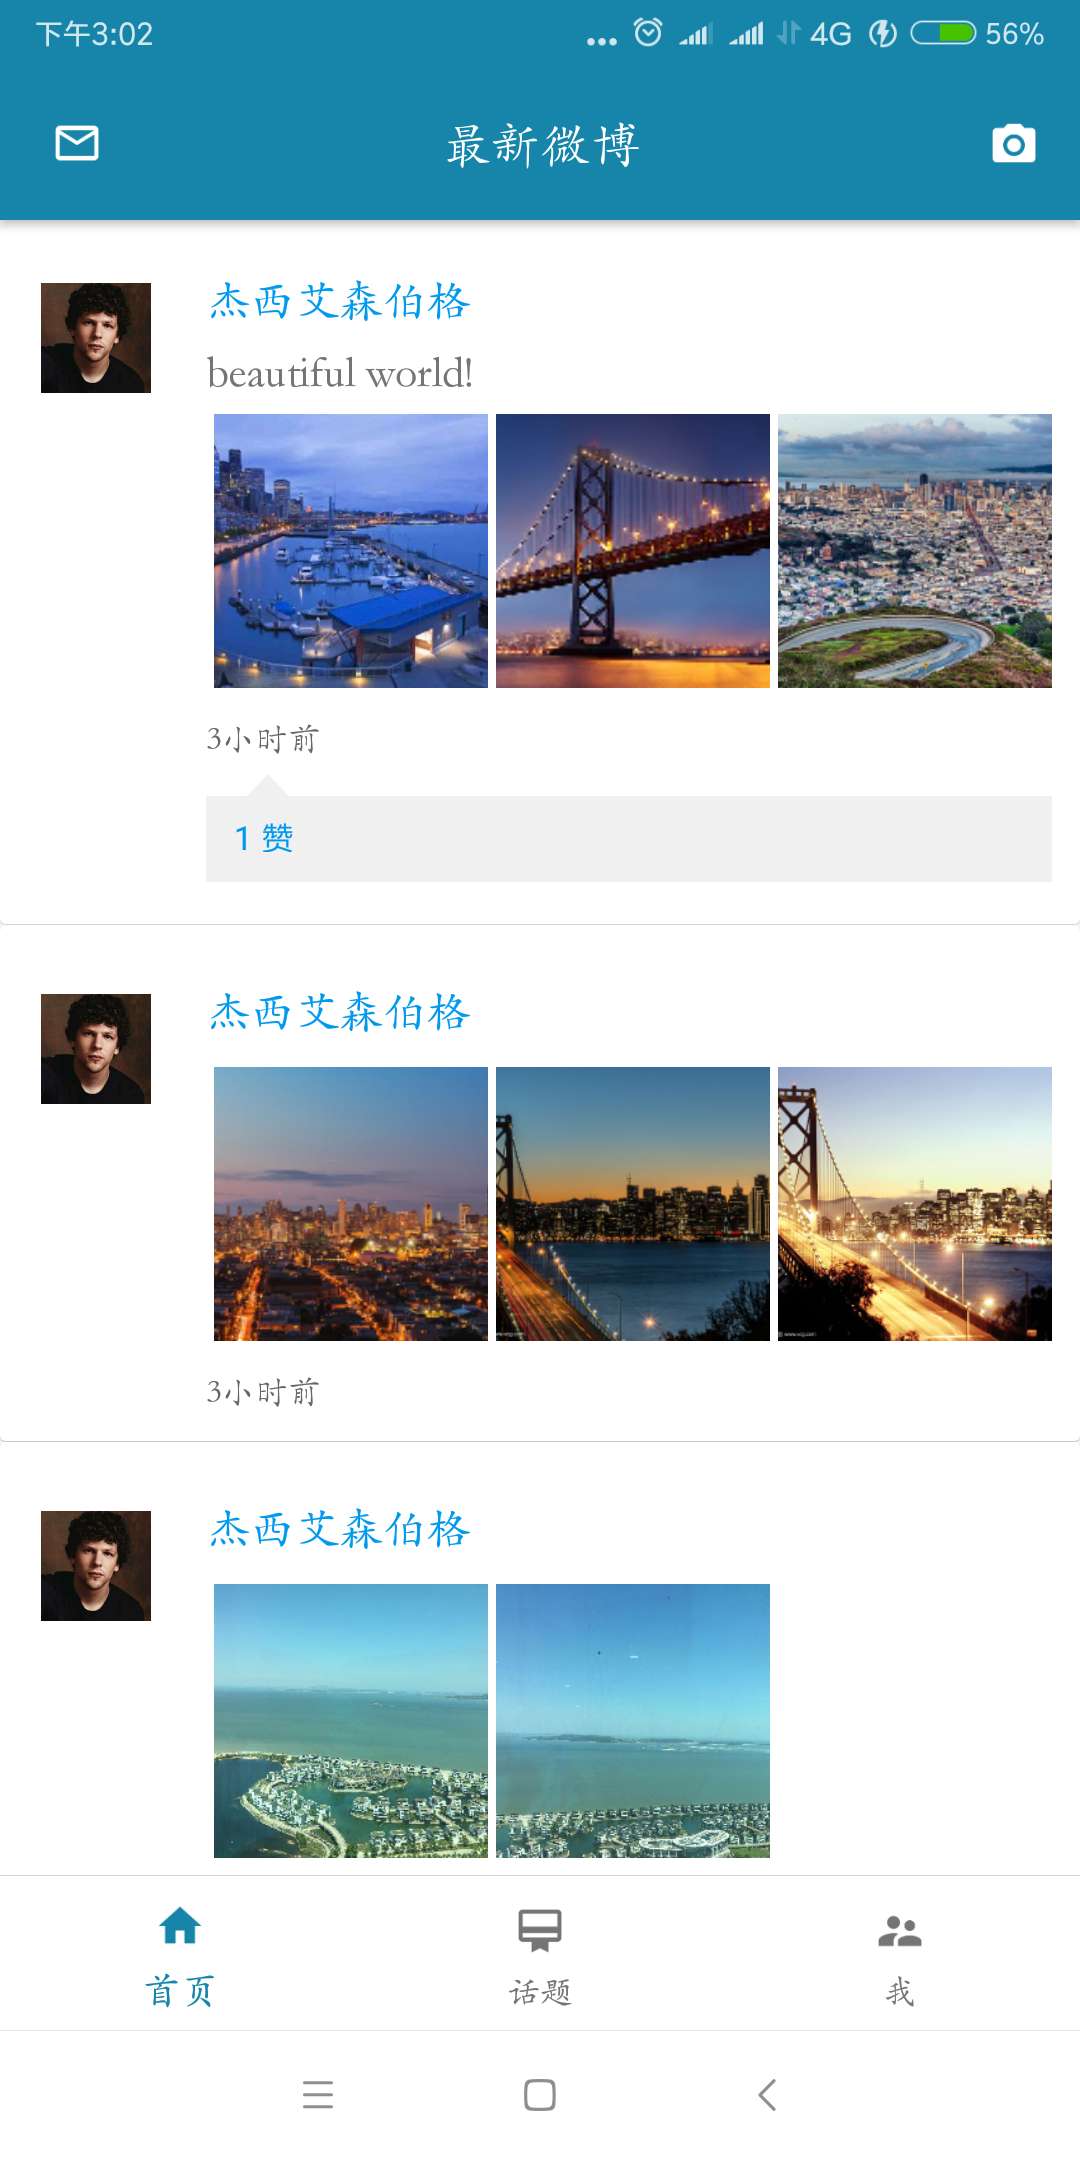 下午3:02
... 4G 56%
最新微博
杰西艾森伯格
beautiful world!
3小时前
1 赞
杰西艾森伯格
3小时前
杰西艾森伯格
首页 话题 我